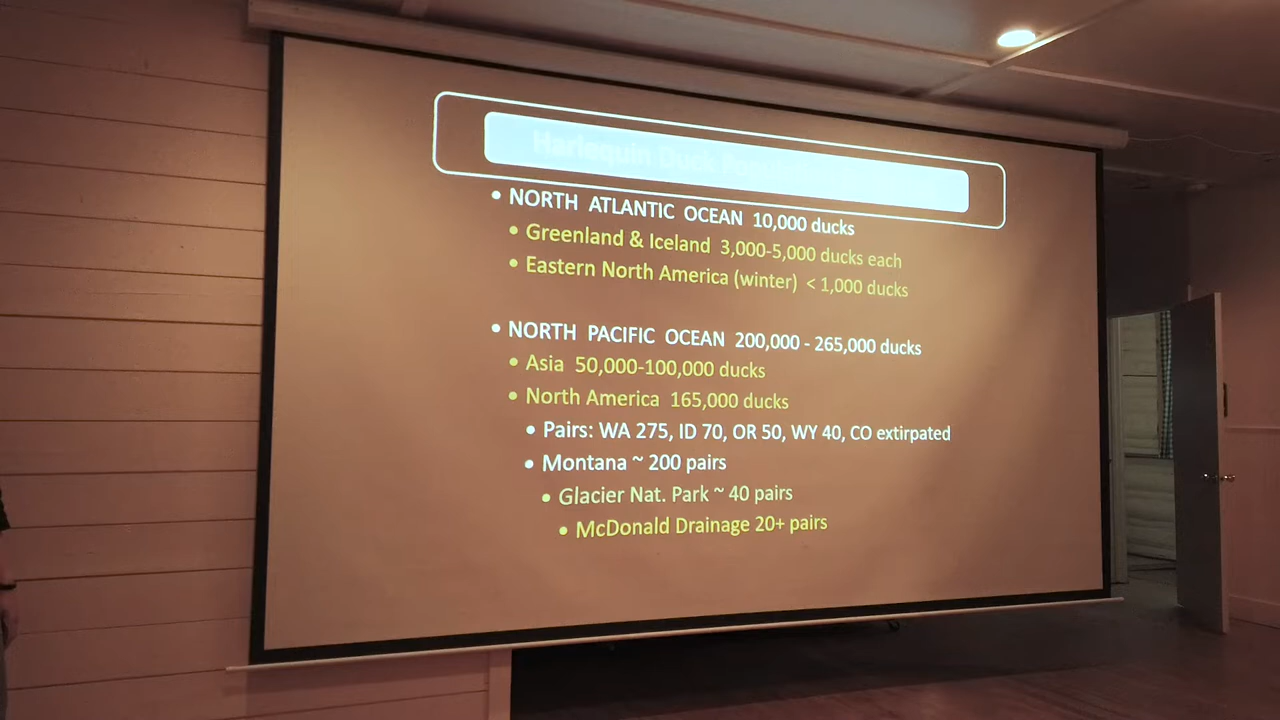 Harlequin Duck
• NORTH ATLANTIC OCEAN 10,000 ducks
• Greenland & Iceland 3,000-5,000 ducks each
• Eastern North America (winter) < 1,000 ducks
• NORTH PACIFIC OCEAN 200,000 - 265,000 ducks
• Asia 50,000-100,000 ducks
• North America 165,000 ducks
• Pairs: WA 275, ID 70, OR 50, WY 40, CO extirpated
• Montana ~ 200 pairs
• Glacier Nat. Park ~ 40 pairs
• McDonald Drainage 20+ pairs